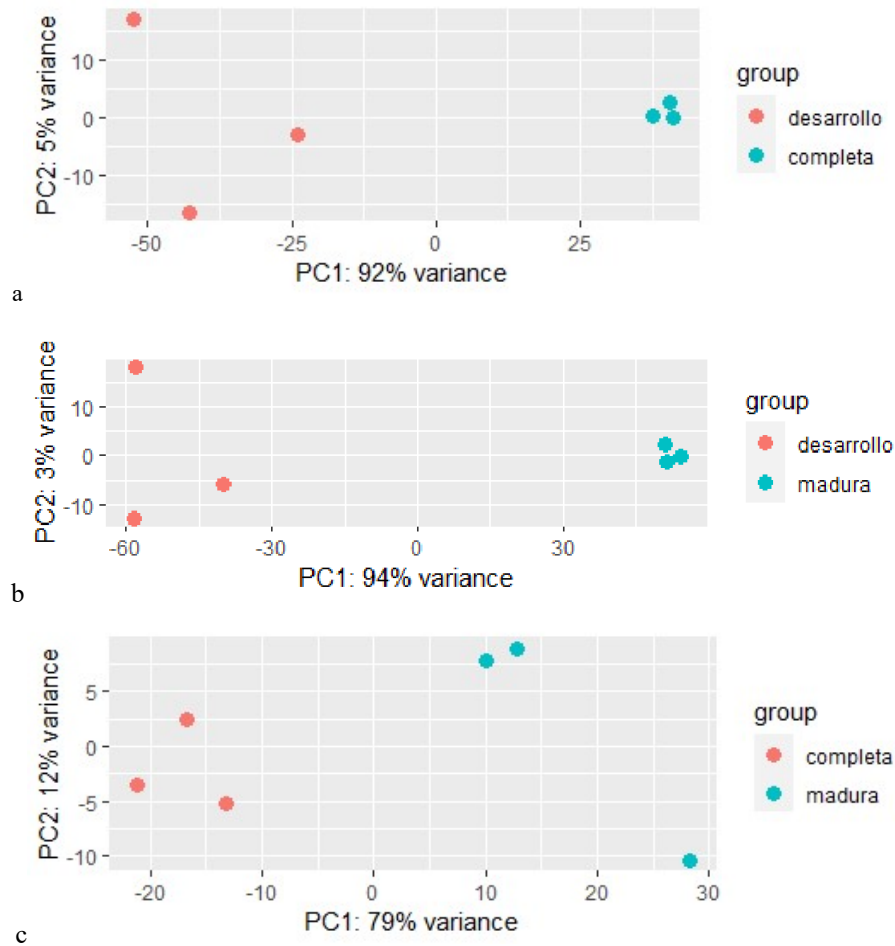 10
0
-10
PC2: 5% variance
-50
-25
0
25
PC1: 92% variance
group
desarrollo
completa
a
10
0
-10
PC2: 3% variance
-60
-30
0
30
PC1: 94% variance
group
desarrollo
madura
b
5
0
-5
-10
PC2: 12% variance
-20
-10
0
10
20
30
PC1: 79% variance
group
completa
madura
c